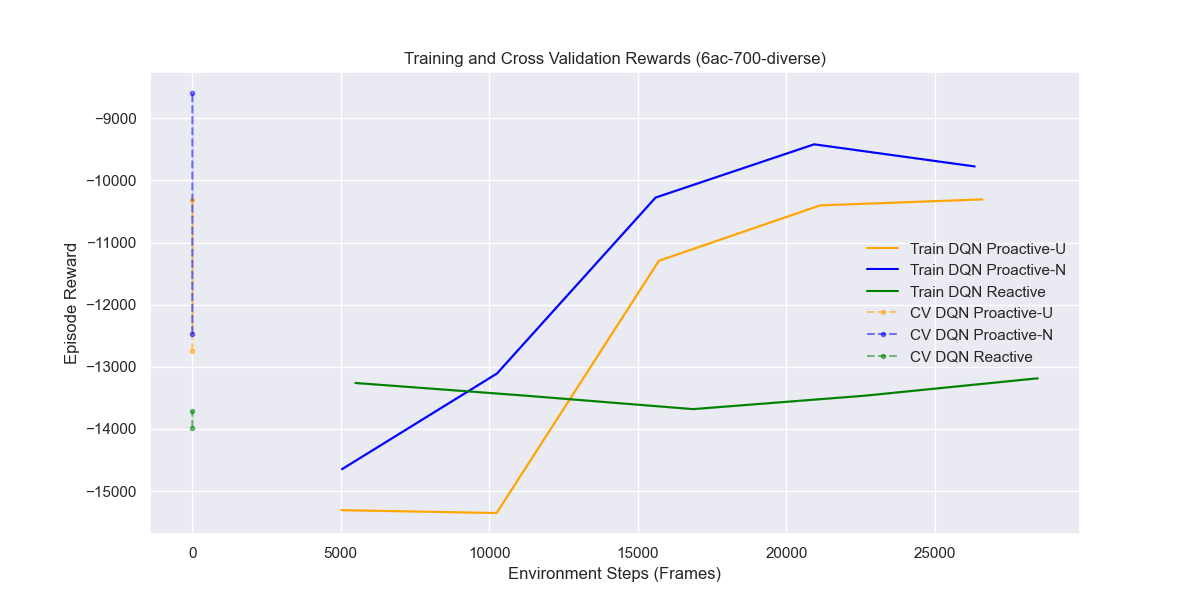 Training and Cross Validation Rewards (6ac-700-diverse)
Episode Reward
−9000
−10000
−11000
−12000
−13000
−14000
−15000
Train DQN Proactive-U
Train DQN Proactive-N
Train DQN Reactive
CV DQN Proactive-U
CV DQN Proactive-N
CV DQN Reactive
0 5000 10000 15000 20000 25000
Environment Steps (Frames)